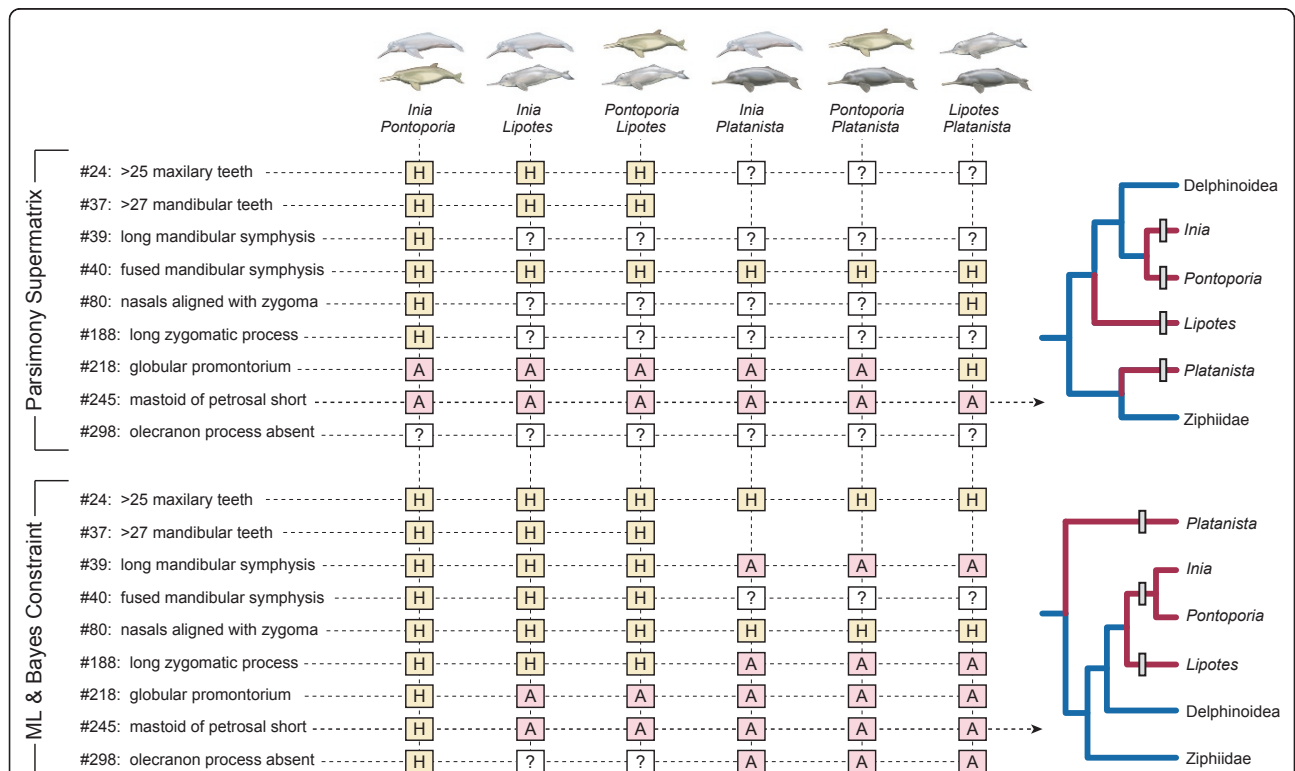 Inia
Pontoporia
Inia
Lipotes
Pontoporia
Lipotes
Inia
Platanista
Pontoporia
Platanista
Lipotes
Platanista
Parsimony Supermatrix
#24: >25 maxilary teeth H H H ? ? ?
#37: >27 mandibular teeth H H H
#39: long mandibular symphysis H ? ? ? ? ?
#40: fused mandibular symphysis H H H H H H
#80: nasals aligned with zygoma H ? ? ? ? H
#188: long zygomatic process H ? ? ? ? ?
#218: globular promontorium A A A A A H
#245: mastoid of petrosal short A A A A A A
#298: olecranon process absent ? ? ? ? ? ?
Delphinoidea
Inia
Pontoporia
Lipotes
Platanista
Ziphiidae
ML & Bayes Constraint
#24: >25 maxilary teeth H H H H H H
#37: >27 mandibular teeth H H H
#39: long mandibular symphysis H H H A A A
#40: fused mandibular symphysis H H H ? ? ?
#80: nasals aligned with zygoma H H H H H H
#188: long zygomatic process H H H A A A
#218: globular promontorium H A A A A A
#245: mastoid of petrosal short H A A A A A
#298: olecranon process absent H ? ? A A A
Platanista
Inia
Pontoporia
Lipotes
Delphinoidea
Ziphiidae